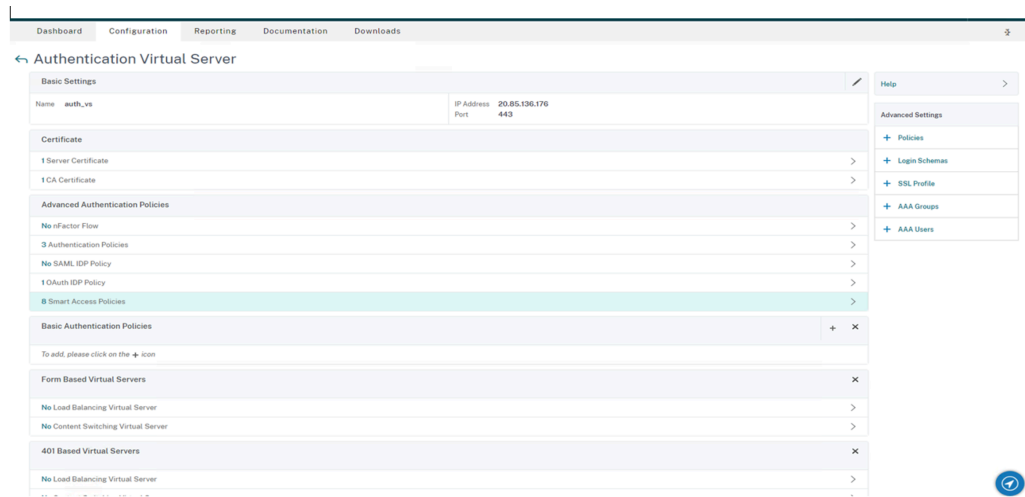 Dashboard Configuration Reporting Documentation Downloads
Authentication Virtual Server
Basic Settings
Name auth_vs
IP Address 20.85.136.176
Port 443
Certificate
1 Server Certificate
1 CA Certificate
Advanced Authentication Policies
No nFactor Flow
3 Authentication Policies
No SAML IDP Policy
1 OAuth IDP Policy
8 Smart Access Policies
Basic Authentication Policies
To add, please click on the + icon
Form Based Virtual Servers
No Load Balancing Virtual Server
No Content Switching Virtual Server
401 Based Virtual Servers
No Load Balancing Virtual Server
Help
Advanced Settings
+ Policies
+ Login Schemas
+ SSL Profile
+ AAA Groups
+ AAA Users